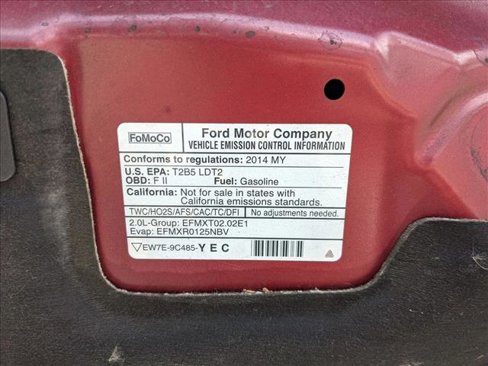 FoMoCo
Ford Motor Company
VEHICLE EMISSION CONTROL INFORMATION
Conforms to regulations: 2014 MY
U.S. EPA: T2B5 LDT2
OBD: F II Fuel: Gasoline
California: Not for sale in states with
California emissions standards.
TWC/HO2S/AFS/CAC/TC/DFI No adjustments needed.
2.0L-Group: EFMXT02.02E1
Evap: EFMXR0125NBV
EW7E-9C485-YEC